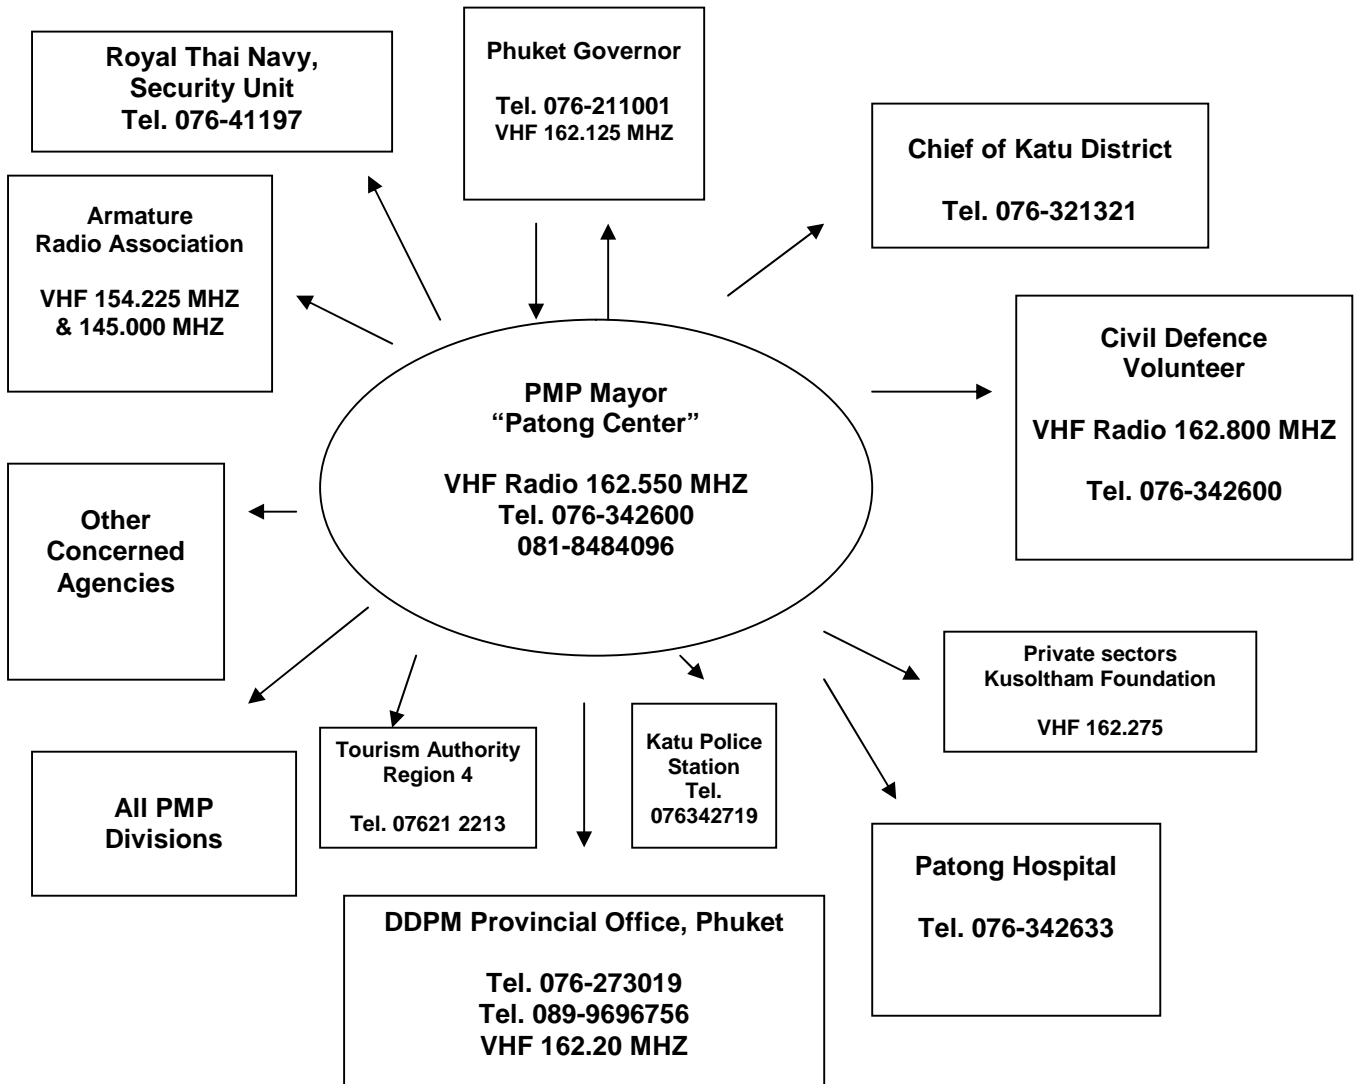 Royal Thai Navy,
Security Unit
Tel. 076-41197
Phuket Governor
Tel. 076-211001
VHF 162.125 MHZ
Chief of Katu District
Tel. 076-321321
Armature
Radio Association
VHF 154.225 MHZ
& 145.000 MHZ
Civil Defence
Volunteer
VHF Radio 162.800 MHZ
Tel. 076-342600
PMP Mayor
“Patong Center”
VHF Radio 162.550 MHZ
Tel. 076-342600
081-8484096
Other
Concerned
Agencies
Private sectors
Kusoltham Foundation
VHF 162.275
All PMP
Divisions
Tourism Authority
Region 4
Tel. 07621 2213
Katu Police
Station
Tel.
076342719
Patong Hospital
Tel. 076-342633
DDPM Provincial Office, Phuket
Tel. 076-273019
Tel. 089-9696756
VHF 162.20 MHZ